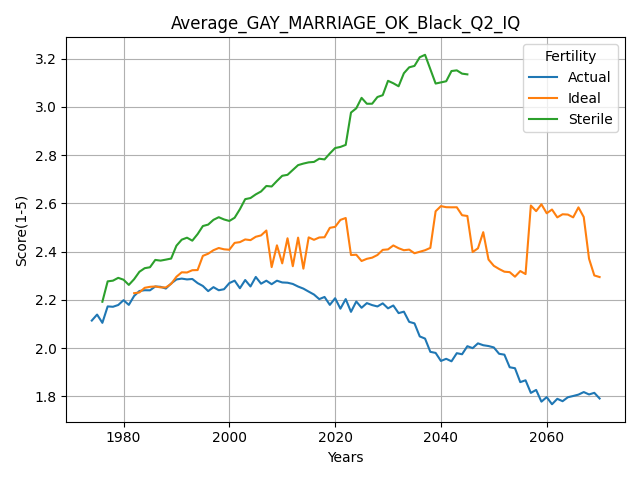 Average_GAY_MARRIAGE_OK_Black_Q2_IQ
Fertility
Actual
Ideal
Sterile
Score(1-5)
3.2
3.0
2.8
2.6
2.4
2.2
2.0
1.8
1980
2000
2020
2040
2060
Years